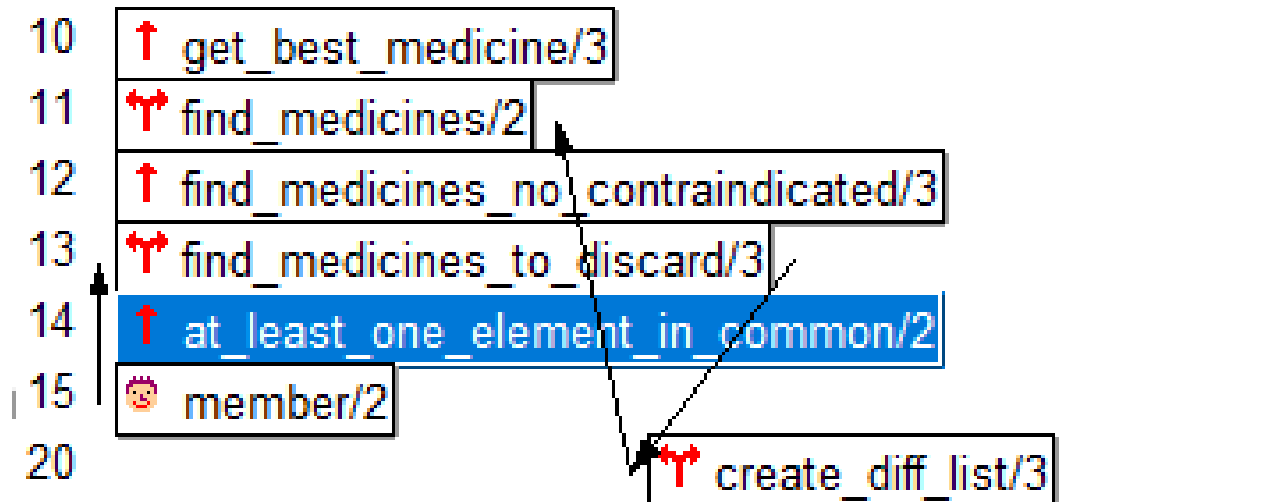 10 get_best_medicine/3
11 find_medicines/2
12 find_medicines_no_contraindicated/3
13 find_medicines_to_discard/3
14 at_least_one_element_in_common/2
15 member/2
20 create_diff_list/3